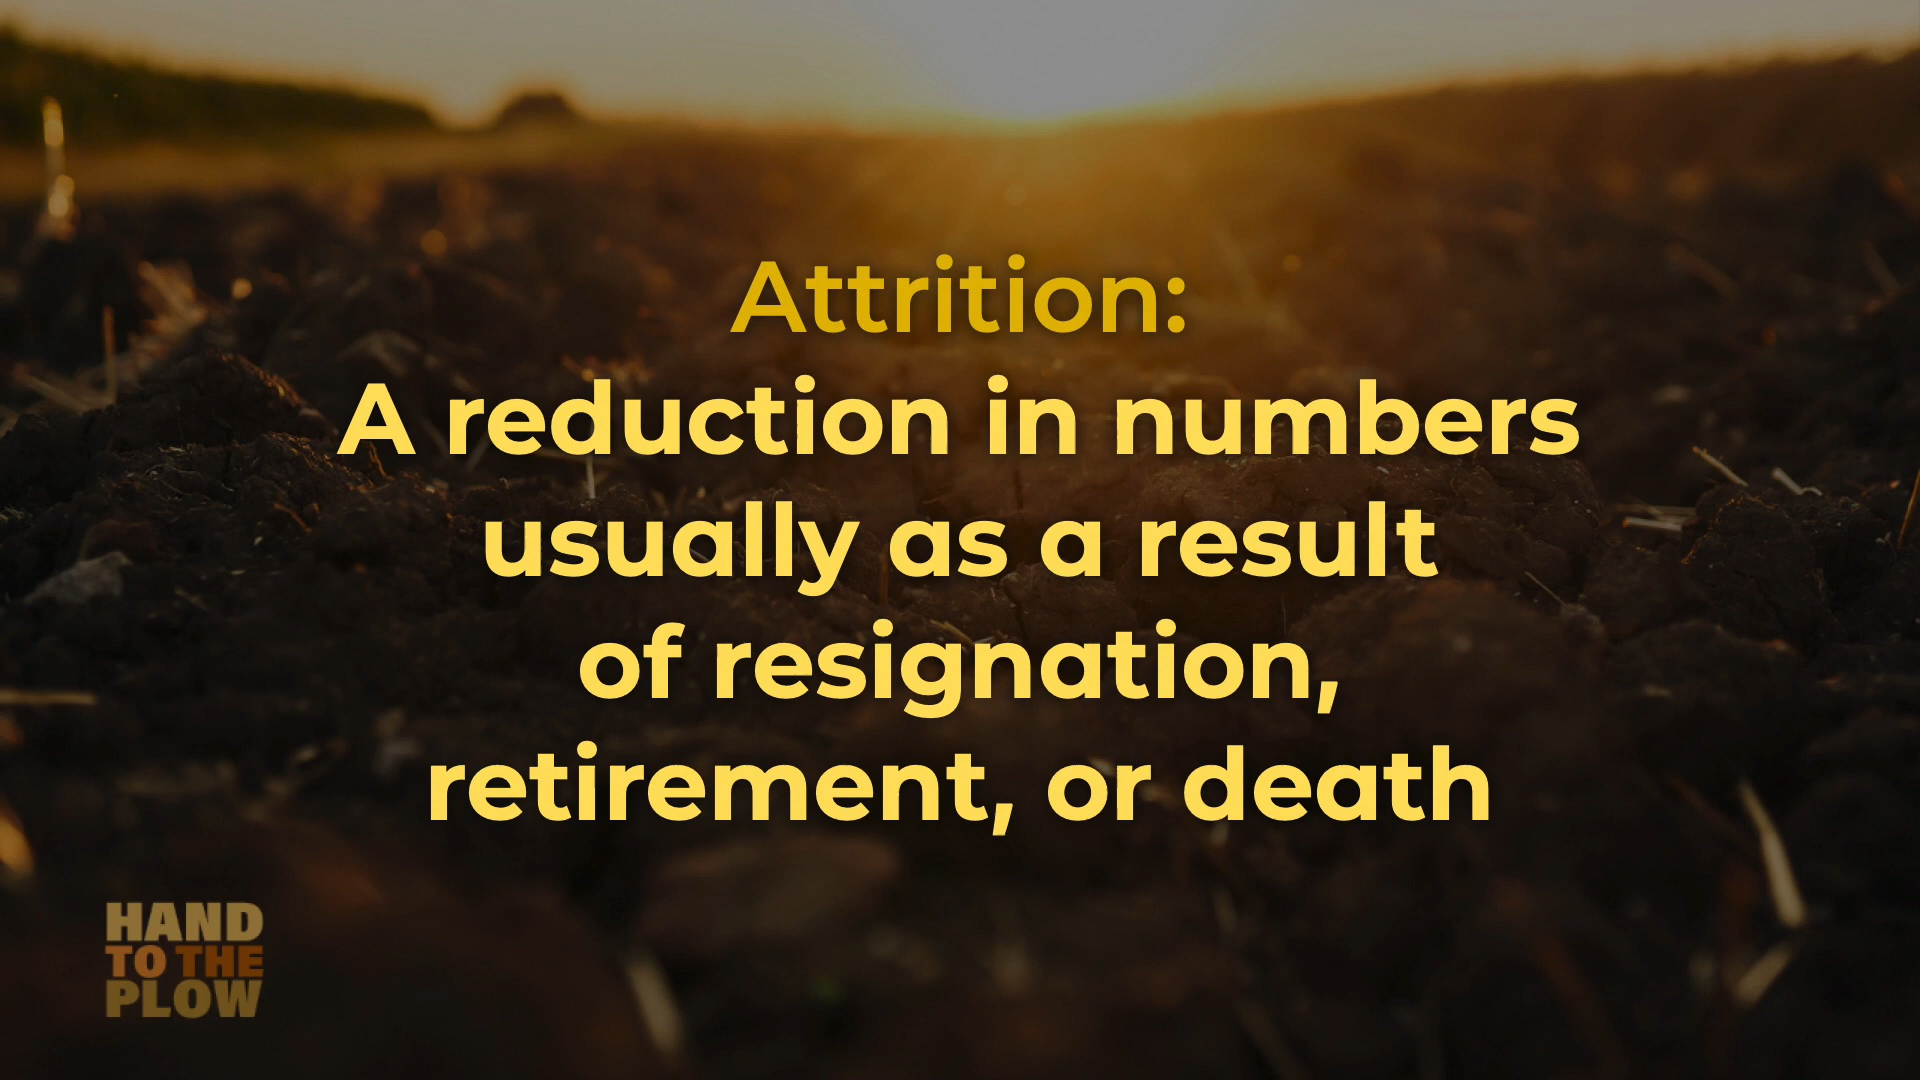 Attrition:
A reduction in numbers
usually as a result
of resignation,
retirement, or death
HAND
TO THE
PLOW